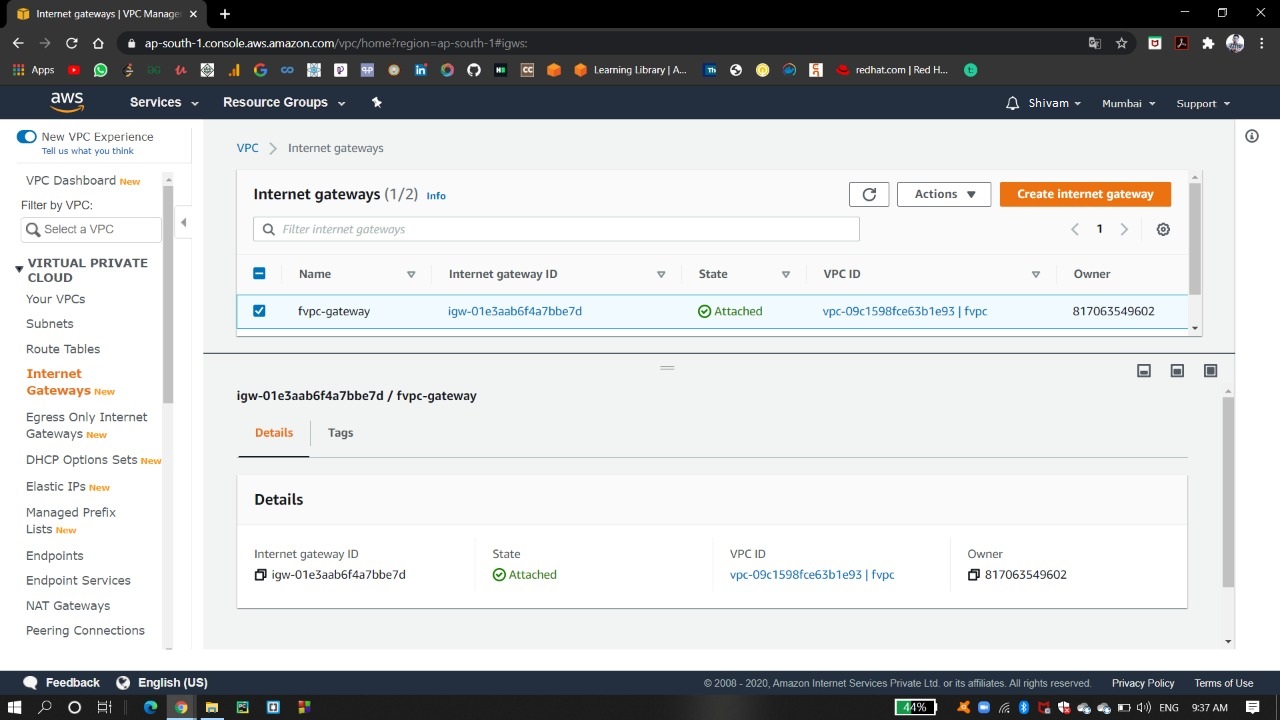 Internet gateways | VPC Manager
ap-south-1.console.aws.amazon.com/vpc/home?region=ap-south-1#igws:
Apps
Learning Library | A...
redhat.com | Red H...
aws
Services
Resource Groups
Shivam
Mumbai
Support
New VPC Experience
Tell us what you think
VPC Dashboard New
Filter by VPC:
Select a VPC
VIRTUAL PRIVATE
CLOUD
Your VPCs
Subnets
Route Tables
Internet
Gateways New
Egress Only Internet
Gateways New
DHCP Options Sets New
Elastic IPs New
Managed Prefix
Lists New
Endpoints
Endpoint Services
NAT Gateways
Peering Connections
VPC
Internet gateways
Internet gateways (1/2) Info
Actions
Create internet gateway
Filter internet gateways
1
Name
Internet gateway ID
State
VPC ID
Owner
fvpc-gateway
igw-01e3aab6f4a7bbe7d
Attached
vpc-09c1598fce63b1e93 | fvpc
817063549602
igw-01e3aab6f4a7bbe7d / fvpc-gateway
Details
Tags
Details
Internet gateway ID
igw-01e3aab6f4a7bbe7d
State
Attached
VPC ID
vpc-09c1598fce63b1e93 | fvpc
Owner
817063549602
Feedback
English (US)
© 2008 - 2020, Amazon Internet Services Private Ltd. or its affiliates. All rights reserved.
Privacy Policy
Terms of Use
44%
ENG
9:37 AM